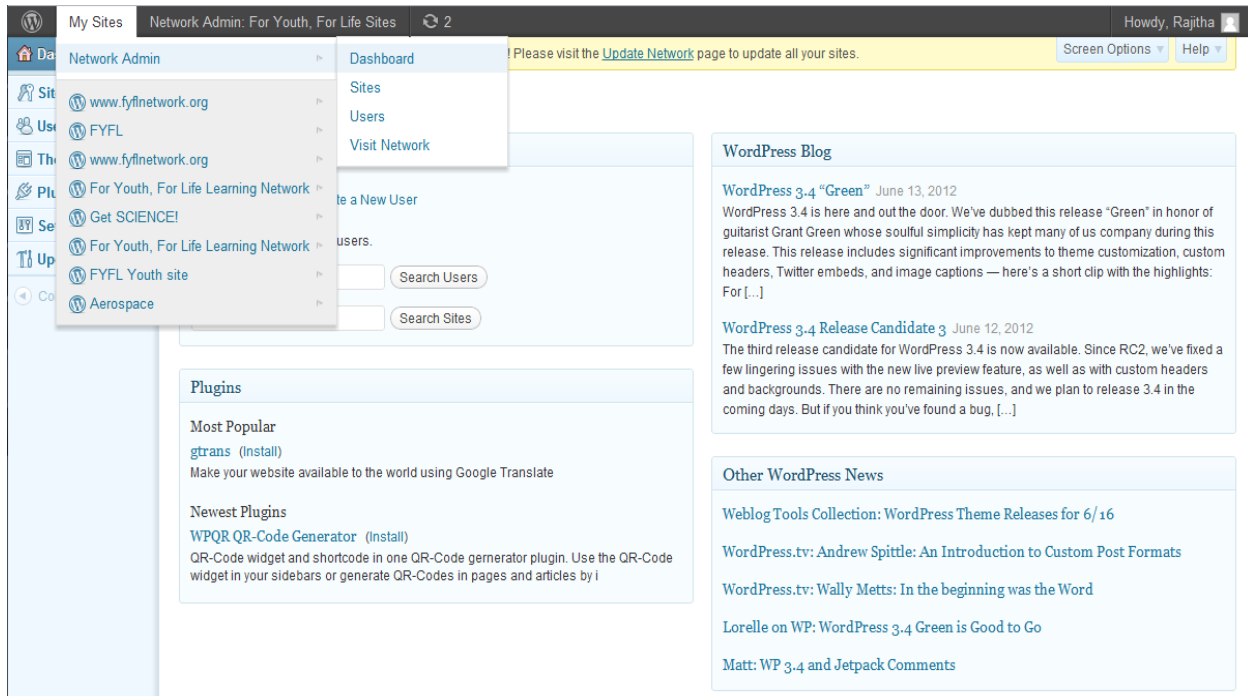 My Sites
Network Admin: For Youth, For Life Sites
2
Howdy, Rajitha
Da
Network Admin
Dashboard
! Please visit the Update Network page to update all your sites.
Screen Options
Help
Sites
Users
Visit Network
Sit
Use
The
Plu
Se
Up
Co
www.fyflnetwork.org
FYFL
www.fyflnetwork.org
For Youth, For Life Learning Network
Get SCIENCE!
For Youth, For Life Learning Network
FYFL Youth site
Aerospace
te a New User
users.
Search Users
Search Sites
Plugins
Most Popular
gtrans (Install)
Make your website available to the world using Google Translate
Newest Plugins
WPQR QR-Code Generator (Install)
QR-Code widget and shortcode in one QR-Code gernerator plugin. Use the QR-Code
widget in your sidebars or generate QR-Codes in pages and articles by i
WordPress Blog
WordPress 3.4 “Green” June 13, 2012
WordPress 3.4 is here and out the door. We’ve dubbed this release “Green” in honor of
guitarist Grant Green whose soulful simplicity has kept many of us company during this
release. This release includes significant improvements to theme customization, custom
headers, Twitter embeds, and image captions — here’s a short clip with the highlights:
For [...]
WordPress 3.4 Release Candidate 3 June 12, 2012
The third release candidate for WordPress 3.4 is now available. Since RC2, we’ve fixed a
few lingering issues with the new live preview feature, as well as with custom headers
and backgrounds. There are no remaining issues, and we plan to release 3.4 in the
coming days. But if you think you’ve found a bug, [...]
Other WordPress News
Weblog Tools Collection: WordPress Theme Releases for 6/16
WordPress.tv: Andrew Spittle: An Introduction to Custom Post Formats
WordPress.tv: Wally Metts: In the beginning was the Word
Lorelle on WP: WordPress 3.4 Green is Good to Go
Matt: WP 3.4 and Jetpack Comments